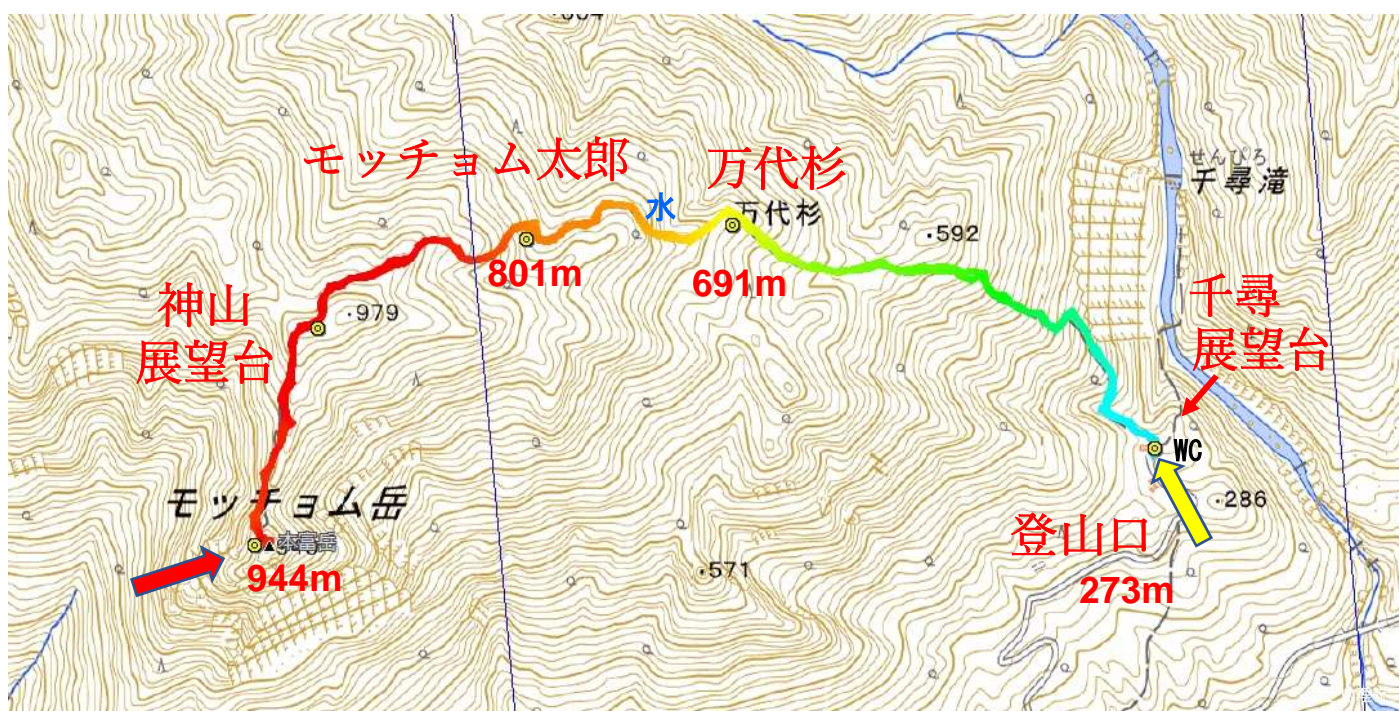 モッチョム太郎
万代杉
水
万代杉
せんぴろ
千尋滝
・592
801m
691m
千尋
展望台
神山
展望台
・979
WC
モッチョム岳
・286
登山口
本富岳
944m
・571
273m